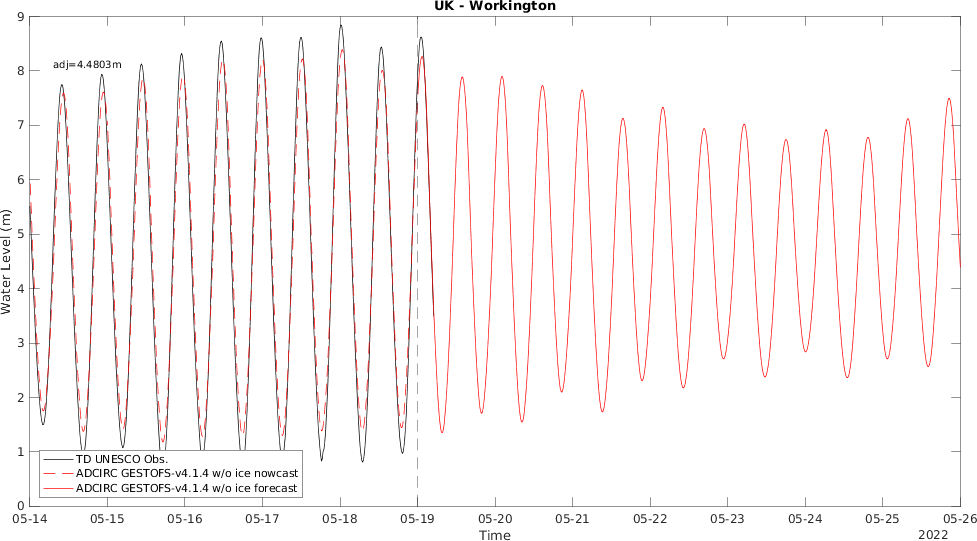 UK - Workington
9
8
7
6
5
4
3
2
1
0
Water Level (m)
adj=4.4803m
TD UNESCO Obs.
ADCIRC GESTOFS-v4.1.4 w/o ice nowcast
ADCIRC GESTOFS-v4.1.4 w/o ice forecast
05-14 05-15 05-16 05-17 05-18 05-19 05-20 05-21 05-22 05-23 05-24 05-25 05-26
Time
2022